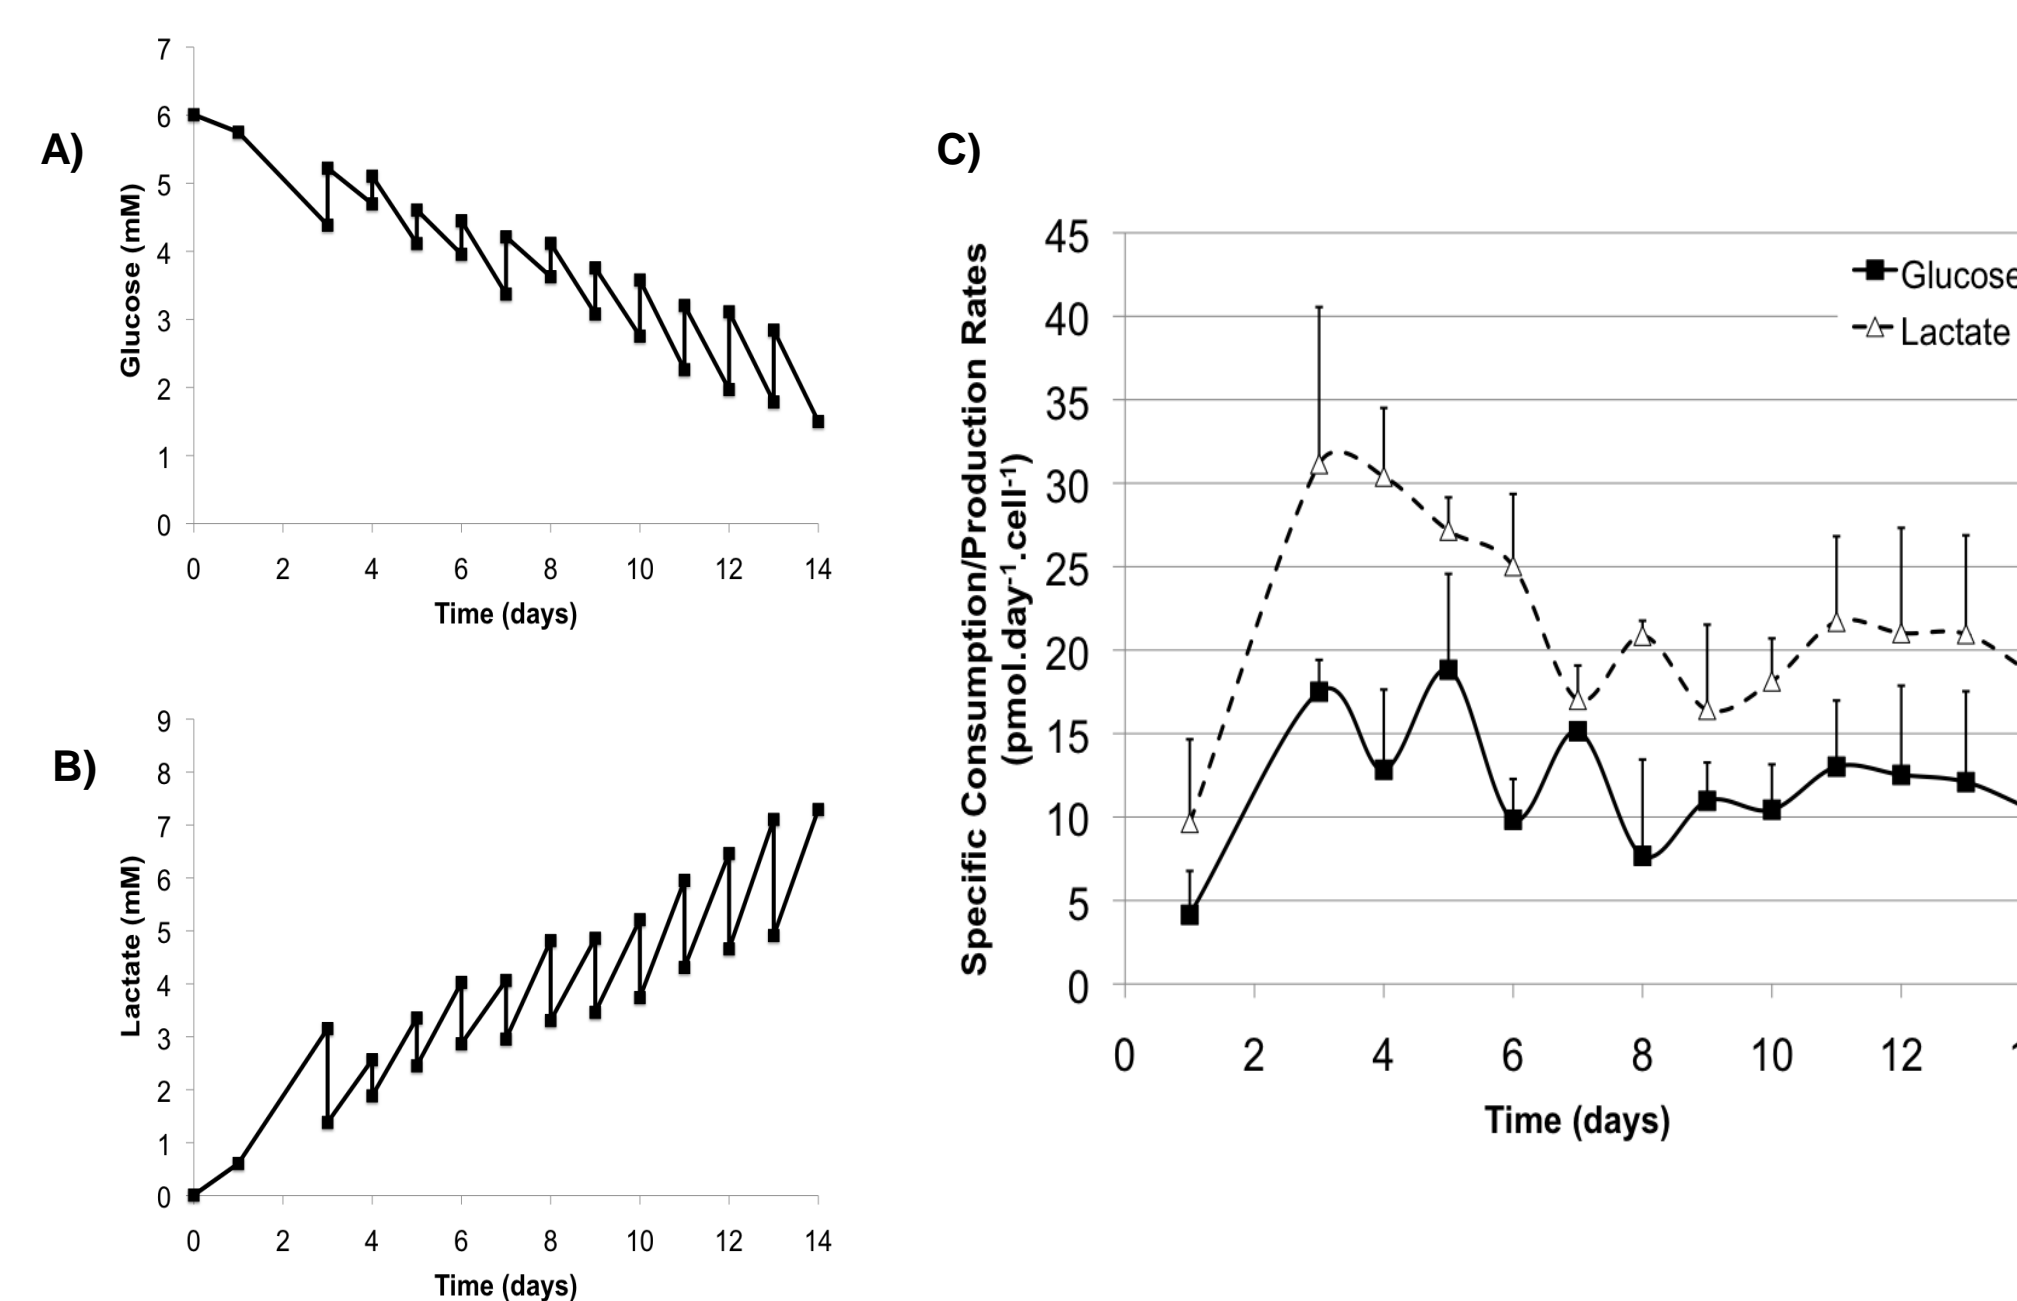 A)
Glucose (mM)
7
6
5
4
3
2
1
0
0 2 4 6 8 10 12 14
Time (days)
B)
Lactate (mM)
9
8
7
6
5
4
3
2
1
0
0 2 4 6 8 10 12 14
Time (days)
C)
Specific Consumption/Production Rates
(pmol.day⁻¹.cell⁻¹)
45
40
35
30
25
20
15
10
5
0
Glucose
Lactate
0 2 4 6 8 10 12
Time (days)